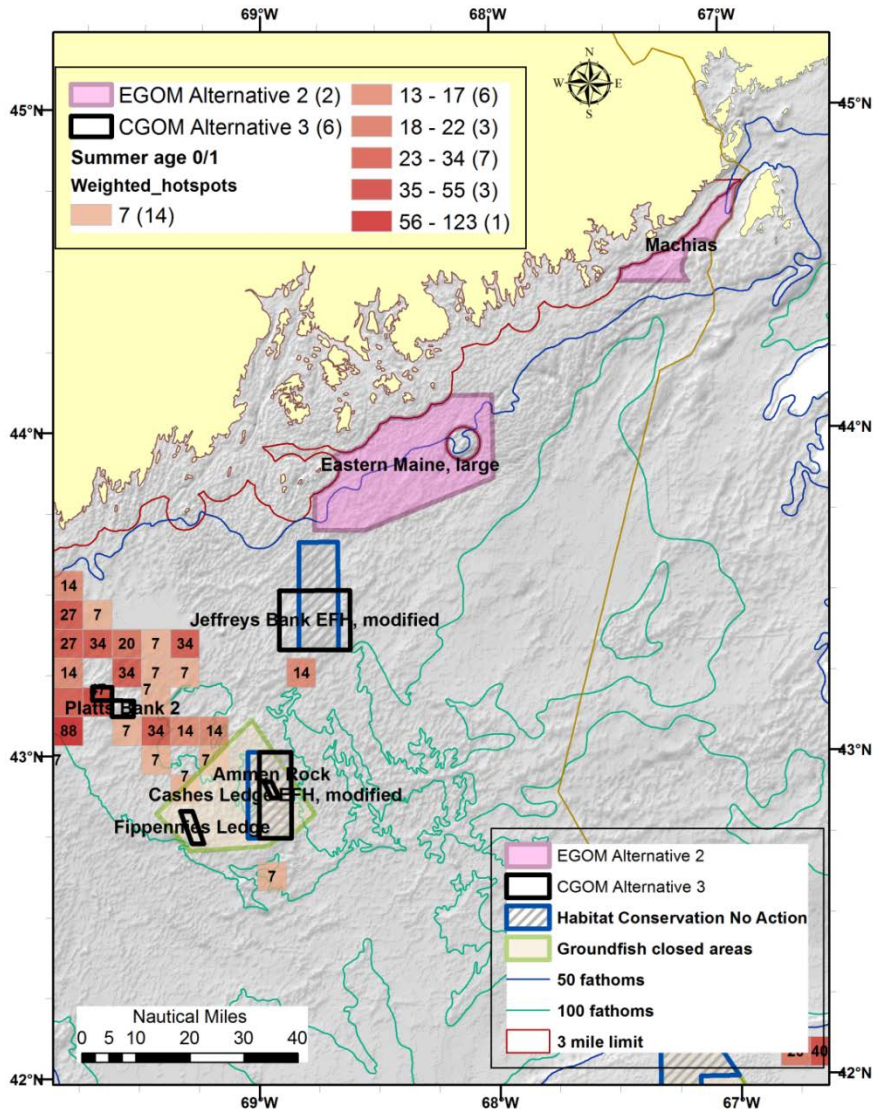 69°W 68°W 67°W
N
W E
S
45°N 45°N
EGOM Alternative 2 (2)
CGOM Alternative 3 (6)
Summer age 0/1
Weighted_hotspots
7 (14)
13 - 17 (6)
18 - 22 (3)
23 - 34 (7)
35 - 55 (3)
56 - 123 (1)
Machias
44°N 44°N
Eastern Maine, large
14
27 7
Jeffreys Bank EFH, modified
27 34 20 7 34
14 34 7 7 14
7
Platts Bank 2
88 7 34 14 14
43°N 43°N
7 7 7
Ammen Rock
7
Cashes Ledge EFH, modified
Fippennies Ledge
7
EGOM Alternative 2
CGOM Alternative 3
Habitat Conservation No Action
Groundfish closed areas
50 fathoms
100 fathoms
3 mile limit
Nautical Miles
0 5 10 20 30 40
40
42°N 42°N
69°W 68°W 67°W